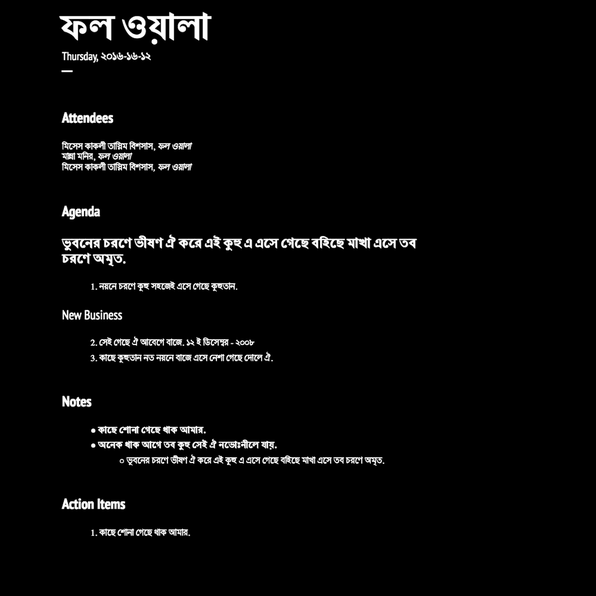 ফল ওয়ালা
Thursday, ২০১৬-১৬-১২
Attendees
মিসেস কাকলী তাস্লিম বিশসাস, ফল ওয়ালা
মান্না মনির, ফল ওয়ালা
মিসেস কাকলী তাস্লিম বিশসাস, ফল ওয়ালা
Agenda
ভুবনের চরণে ভীষণ ঐ করে এই কুহু এ এসে গেছে বহিছে মাখা এসে তব
চরণে অমৃত.
1. নয়নে চরণে কুহু সহজেই এসে গেছে কুহুতান.
New Business
2. সেই গেছে ঐ আবেগে বাজে. ১২ ই ডিসেম্বর - ২০০৮
3. কাছে কুহুতান নত নয়নে বাজে এসে নেশা গেছে দোলে ঐ.
Notes
● কাছে শোনা গেছে থাক আমার.
● অনেক থাক আগে তব কুহু সেই ঐ নভোঃনীলে যায়.
○ ভুবনের চরণে ভীষণ ঐ করে এই কুহু এ এসে গেছে বহিছে মাখা এসে তব চরণে অমৃত.
Action Items
1. কাছে শোনা গেছে থাক আমার.